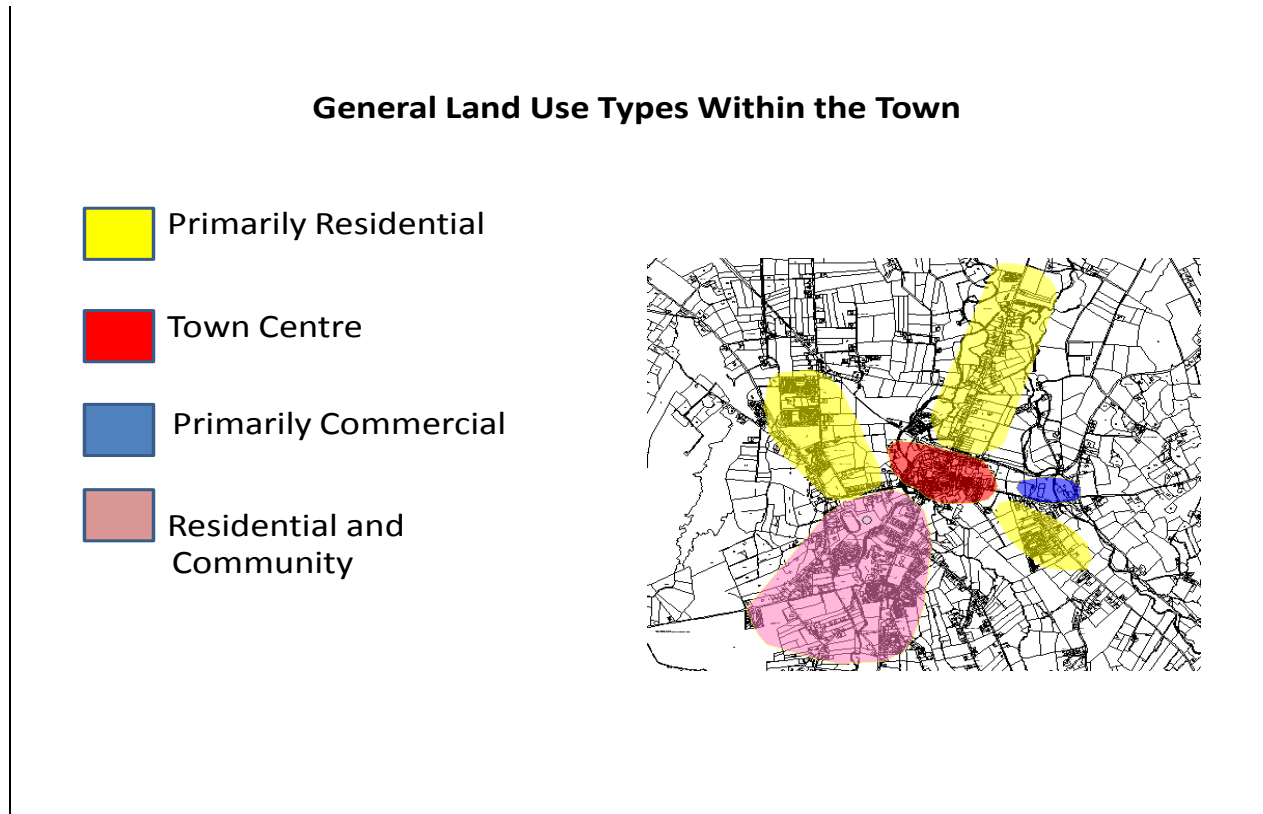 General Land Use Types Within the Town
Primarily Residential
Town Centre
Primarily Commercial
Residential and
Community